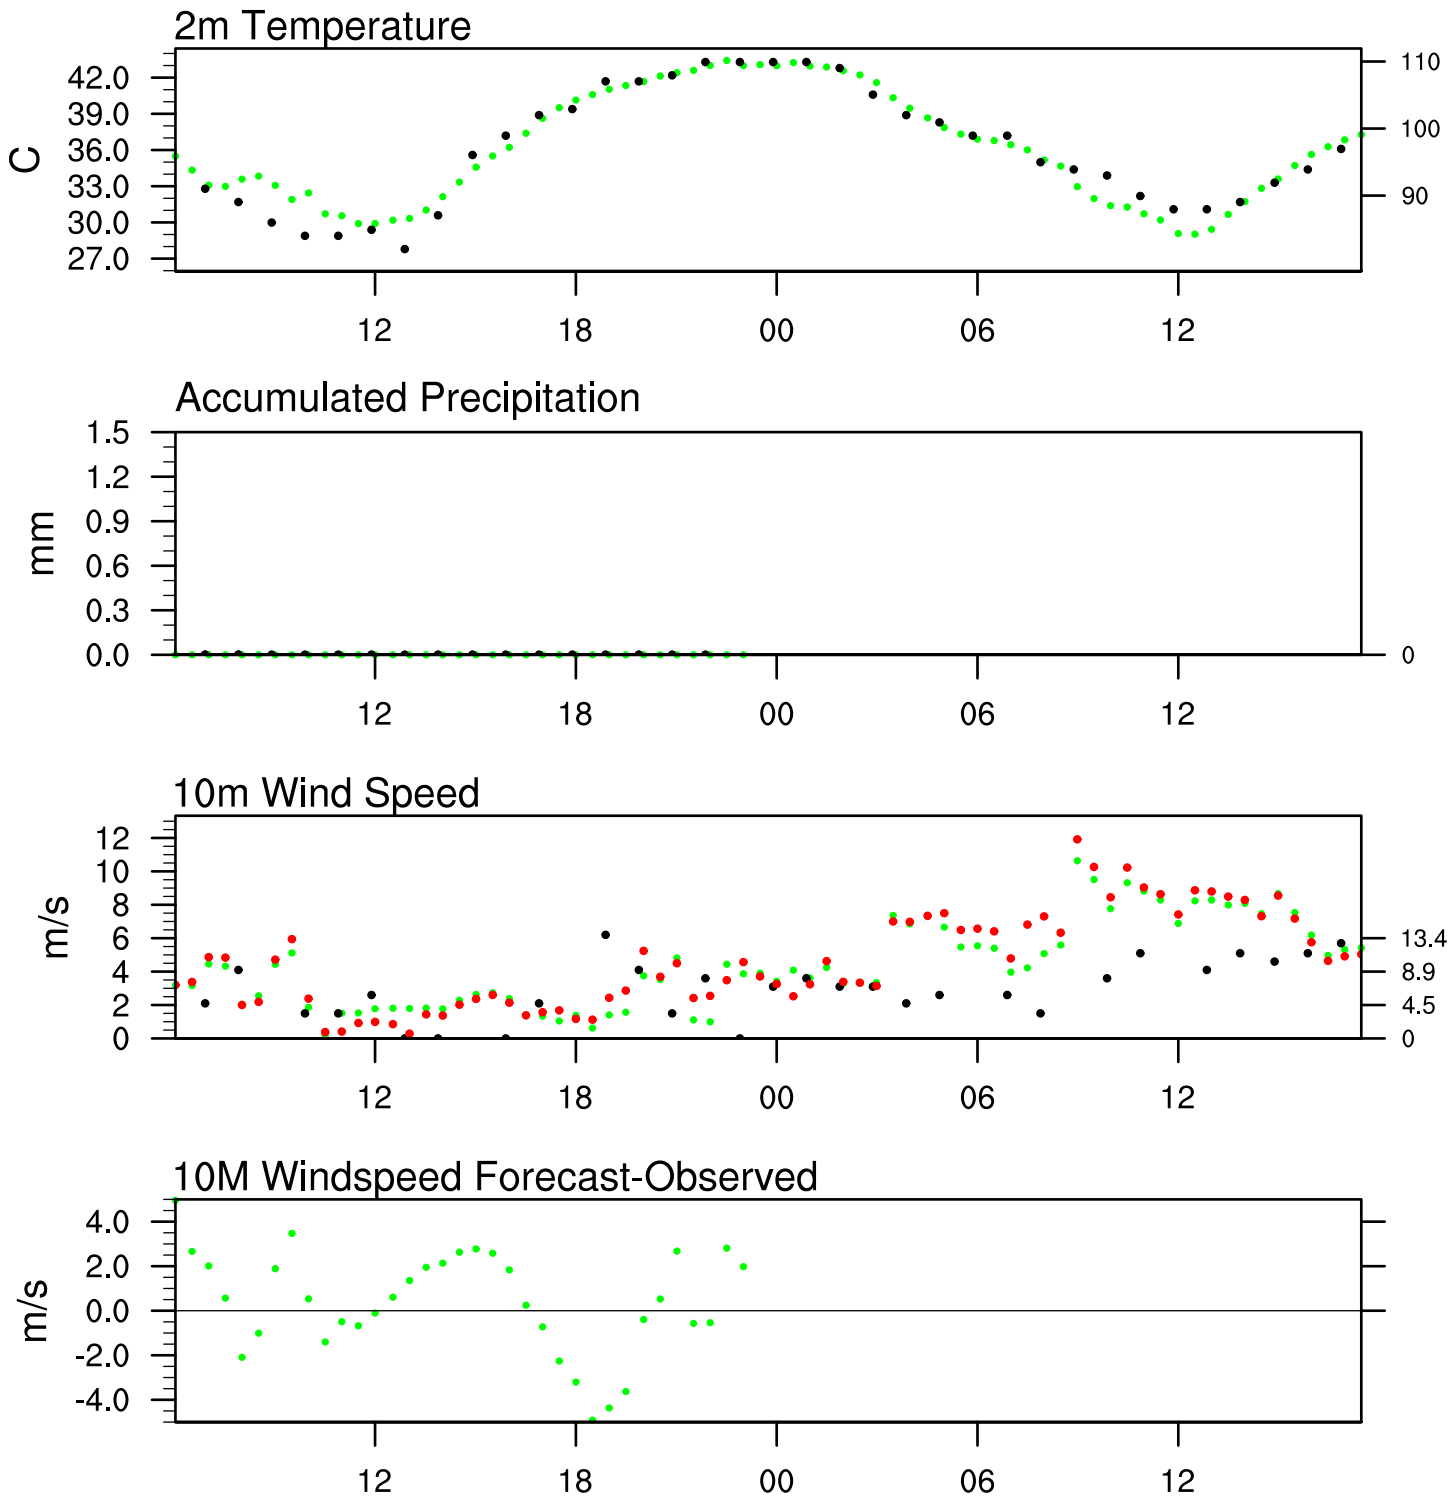 2m Temperature
42.0
39.0
36.0
33.0
30.0
27.0
C
110
100
90
12 18 00 06 12
Accumulated Precipitation
1.5
1.2
0.9
0.6
0.3
0.0
mm
0
12 18 00 06 12
10m Wind Speed
12
10
8
6
4
2
0
m/s
13.4
8.9
4.5
0
12 18 00 06 12
10M Windspeed Forecast-Observed
4.0
2.0
0.0
-2.0
-4.0
m/s
12 18 00 06 12